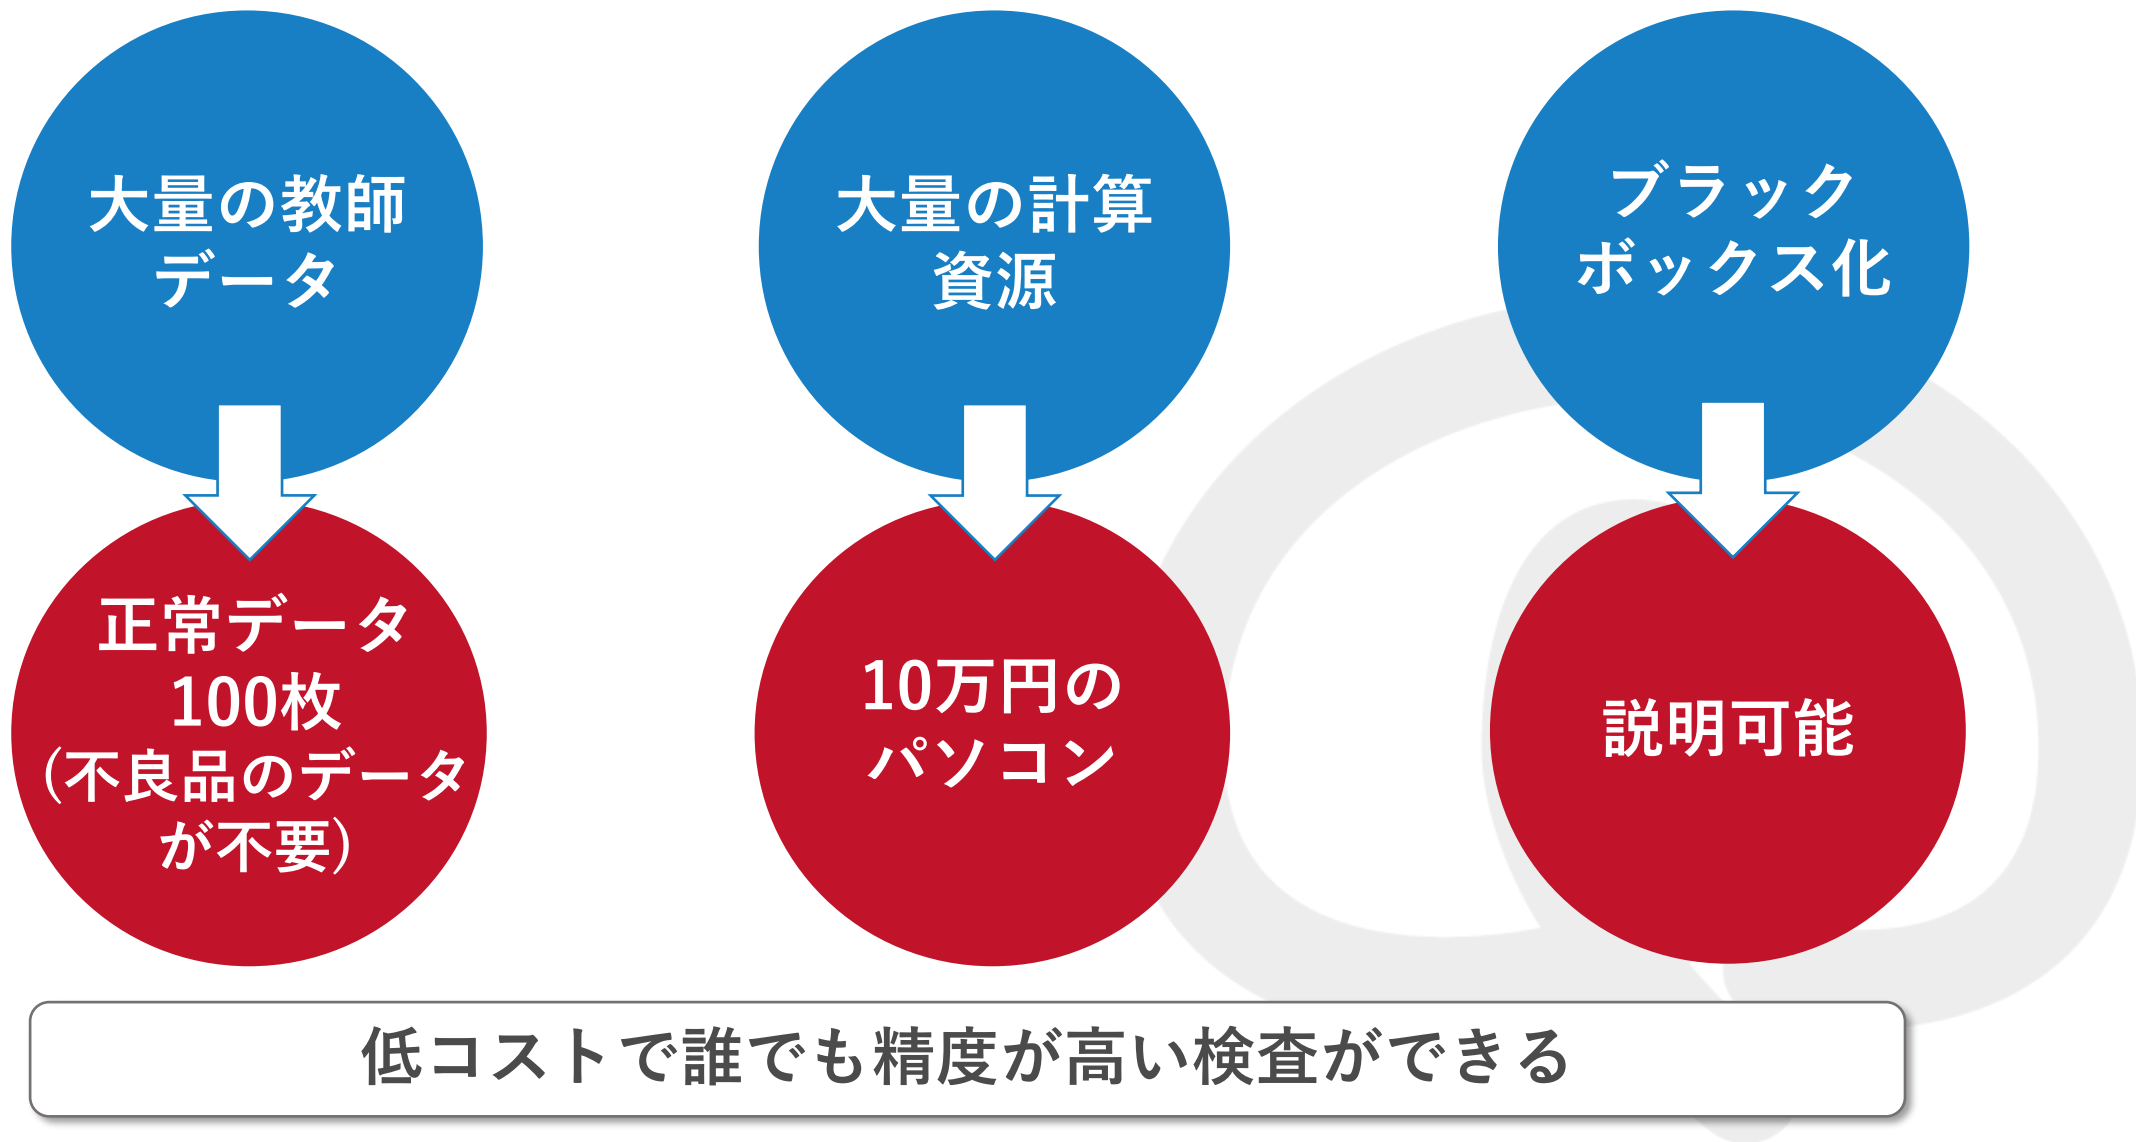 大量の教師
データ
大量の計算
資源
ブラック
ボックス化
正常データ
100枚
（不良品のデータ
が不要）
10万円の
パソコン
説明可能
低コストで誰でも精度が高い検査ができる